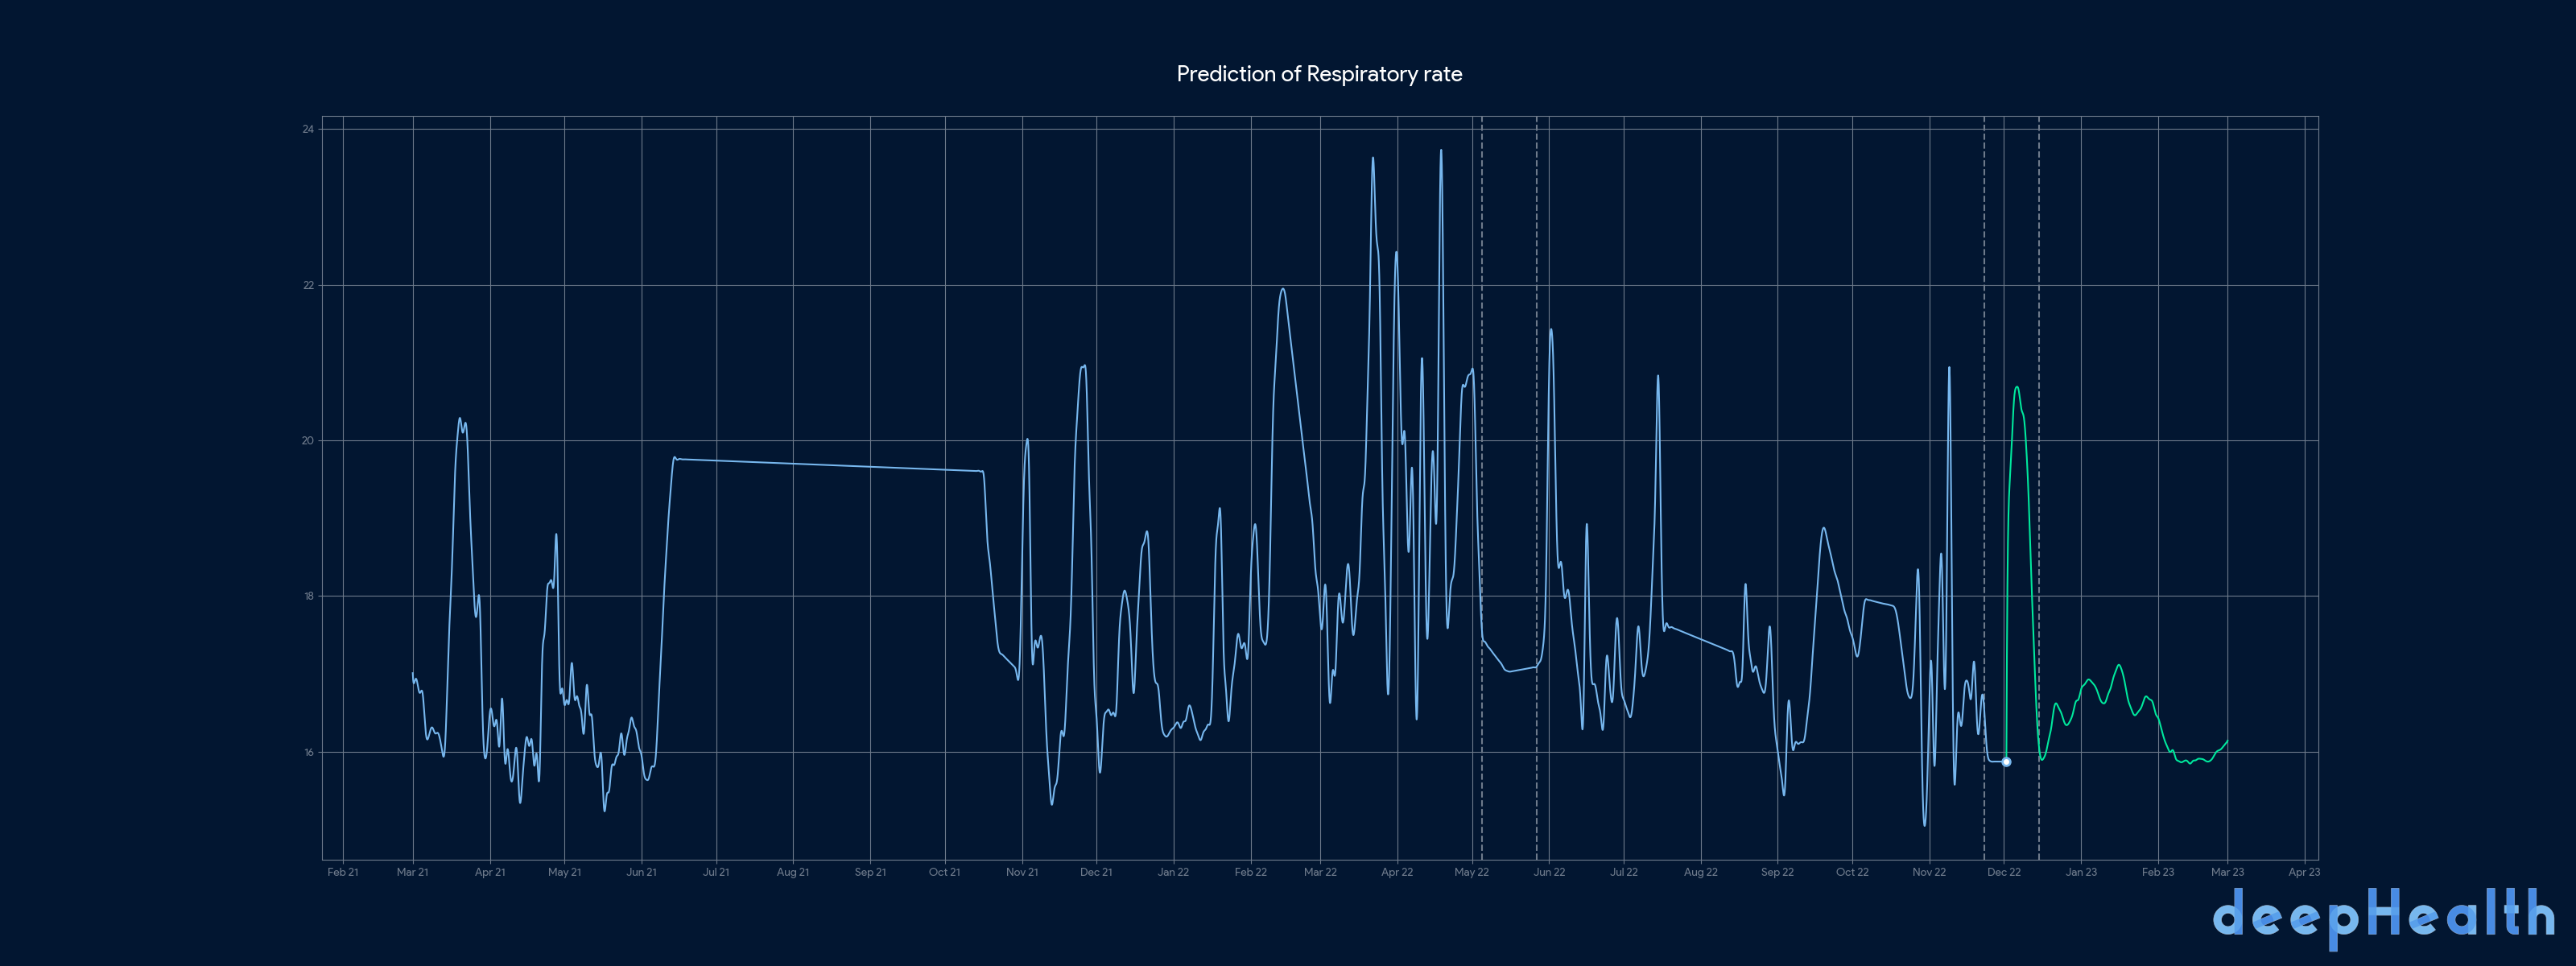 Prediction of Respiratory rate
24
22
20
18
16
Feb 21 Mar 21 Apr 21 May 21 Jun 21 Jul 21 Aug 21 Sep 21 Oct 21 Nov 21 Dec 21 Jan 22 Feb 22 Mar 22 Apr 22 May 22 Jun 22 Jul 22 Aug 22 Sep 22 Oct 22 Nov 22 Dec 22 Jan 23 Feb 23 Mar 23 Apr 23
deepHealth